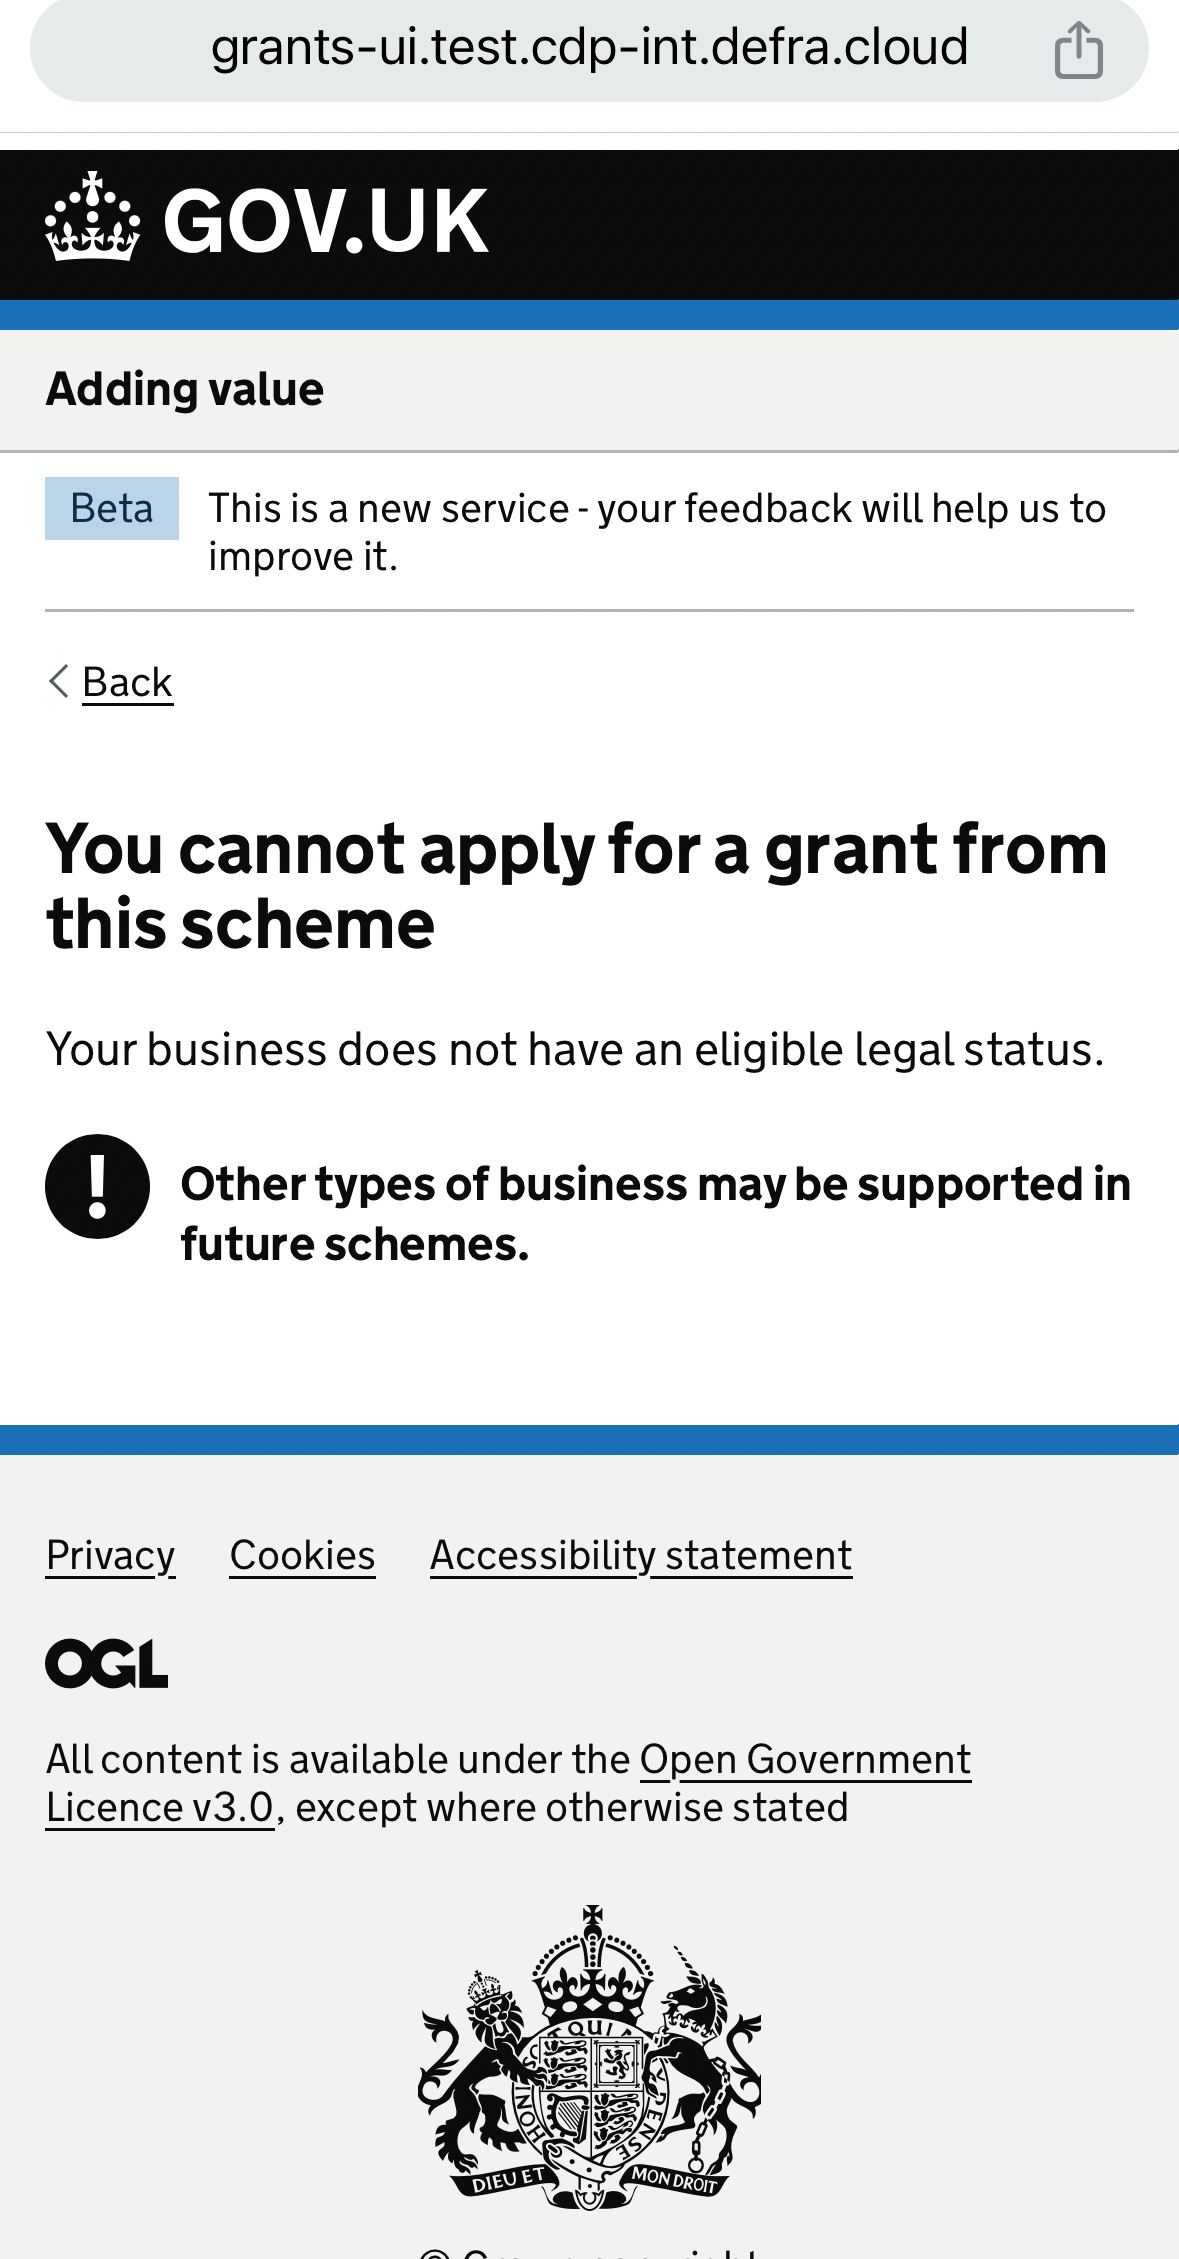 grants-ui.test.cdp-int.defra.cloud
GOV.UK
Adding value
Beta
This is a new service - your feedback will help us to
improve it.
Back
You cannot apply for a grant from
this scheme
Your business does not have an eligible legal status.
!
Other types of business may be supported in
future schemes.
Privacy Cookies Accessibility statement
OGL
All content is available under the Open Government
Licence v3.0, except where otherwise stated
QUI
HONI
PENSE
DIEU ET MON DROIT
© Crown copyright